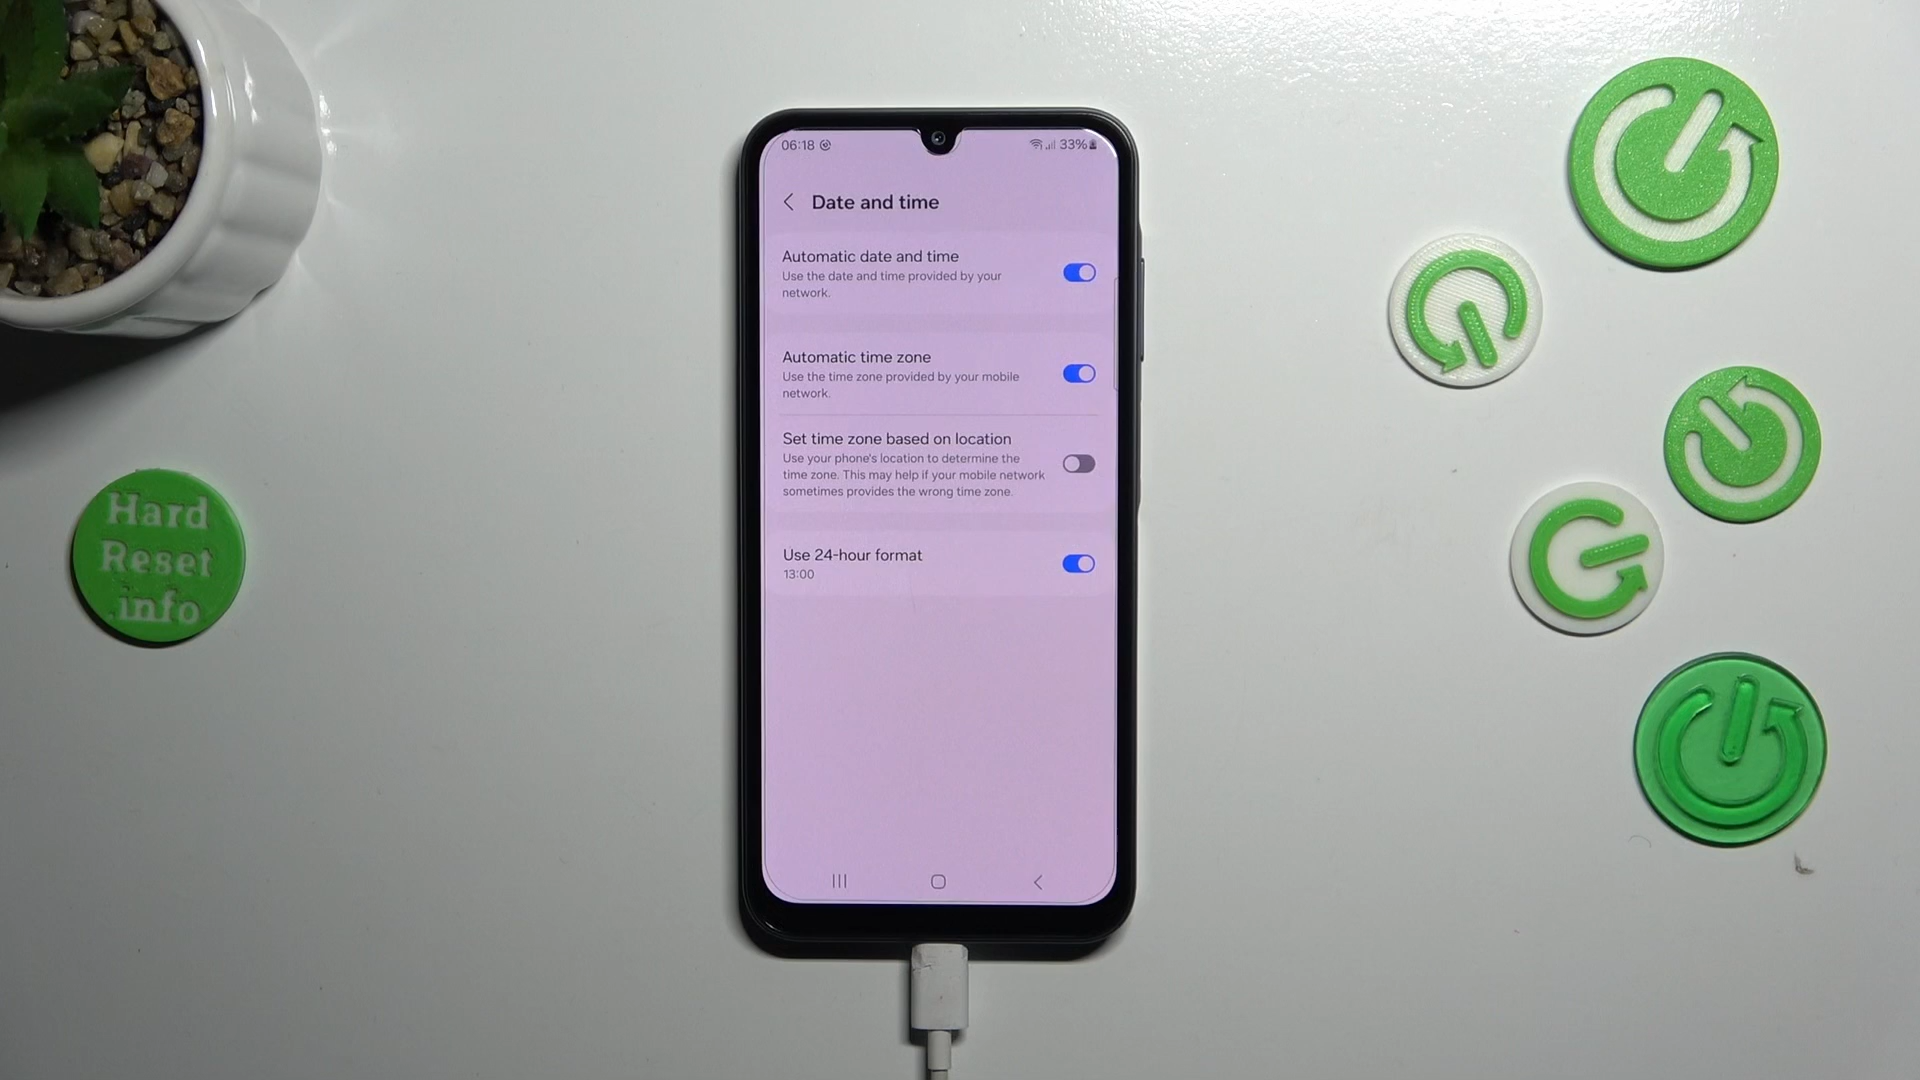 06:18
33%
Date and time
Automatic date and time
Use the date and time provided by your
network.
Automatic time zone
Use the time zone provided by your mobile
network.
Set time zone based on location
Use your phone's location to determine the
time zone. This may help if your mobile network
sometimes provides the wrong time zone.
Use 24-hour format
13:00
Hard
Reset
.info